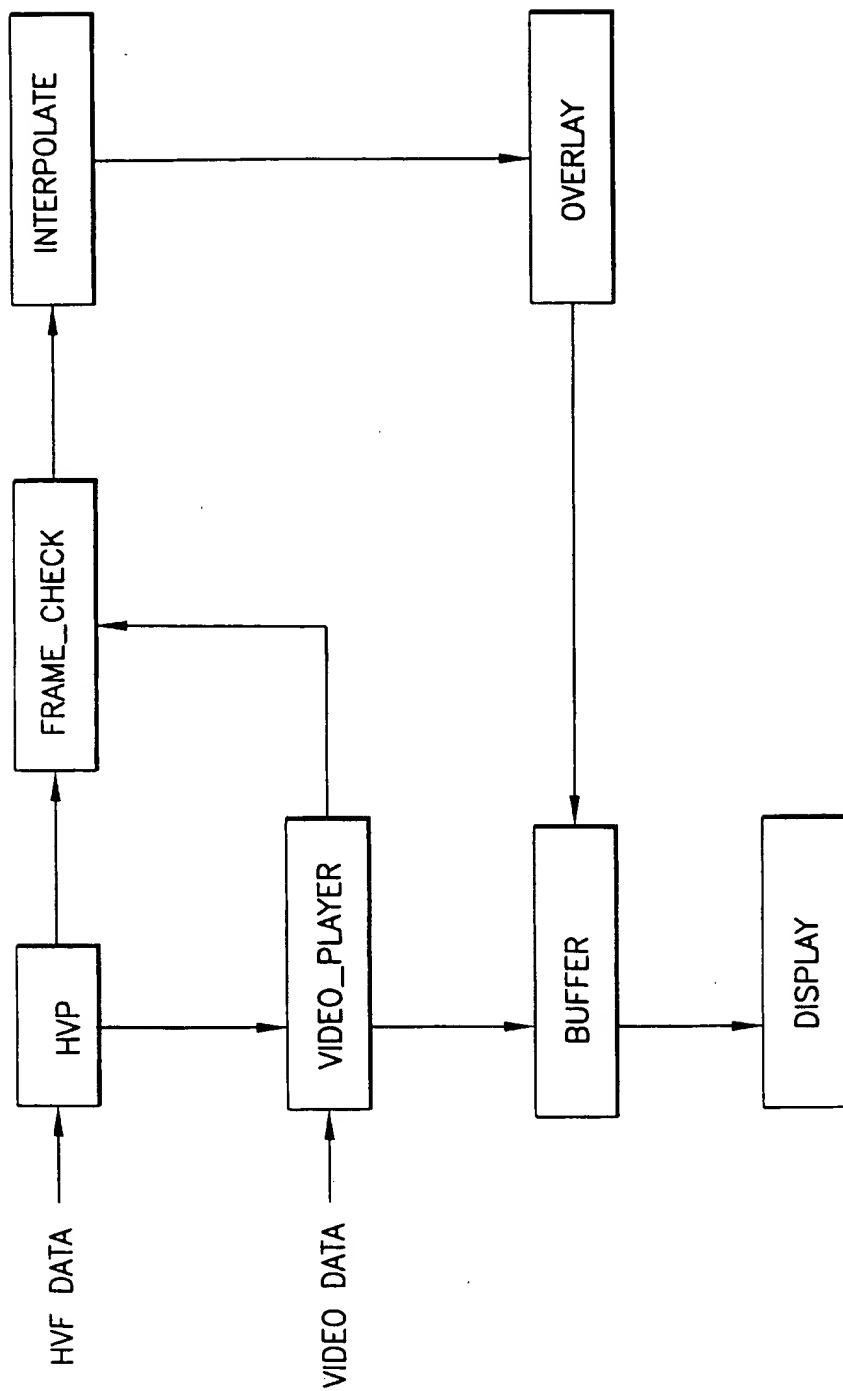 HVF DATA
HVP
FRAME_CHECK
INTERPOLATE
VIDEO DATA
VIDEO_PLAYER
BUFFER
OVERLAY
DISPLAY